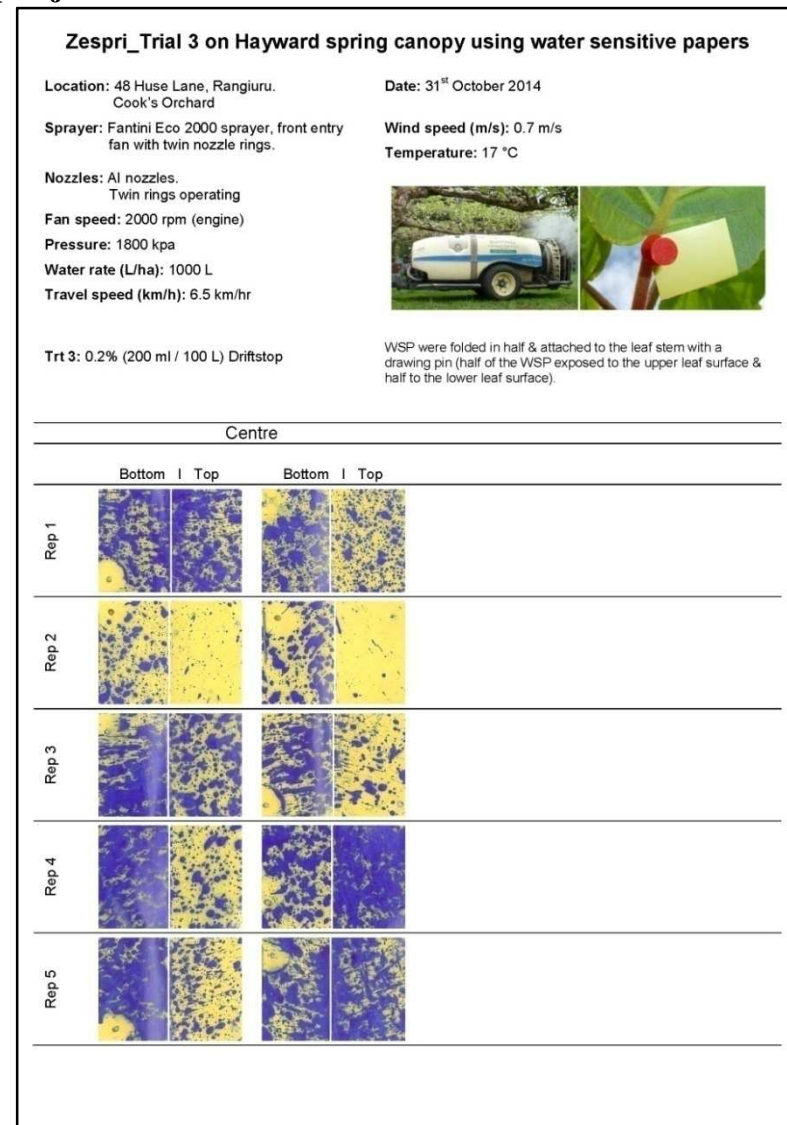 Zespri_Trial 3 on Hayward spring canopy using water sensitive papers
Location: 48 Huse Lane, Rangiuru.
Cook's Orchard
Date: 31st October 2014
Sprayer: Fantini Eco 2000 sprayer, front entry
fan with twin nozzle rings.
Wind speed (m/s): 0.7 m/s
Temperature: 17 °C
Nozzles: AI nozzles.
Twin rings operating
Fan speed: 2000 rpm (engine)
Pressure: 1800 kpa
Water rate (L/ha): 1000 L
Travel speed (km/h): 6.5 km/hr
Trt 3: 0.2% (200 ml / 100 L) Driftstop
WSP were folded in half & attached to the leaf stem with a
drawing pin (half of the WSP exposed to the upper leaf surface &
half to the lower leaf surface).
Centre
Bottom I Top Bottom I Top
Rep 1
Rep 2
Rep 3
Rep 4
Rep 5